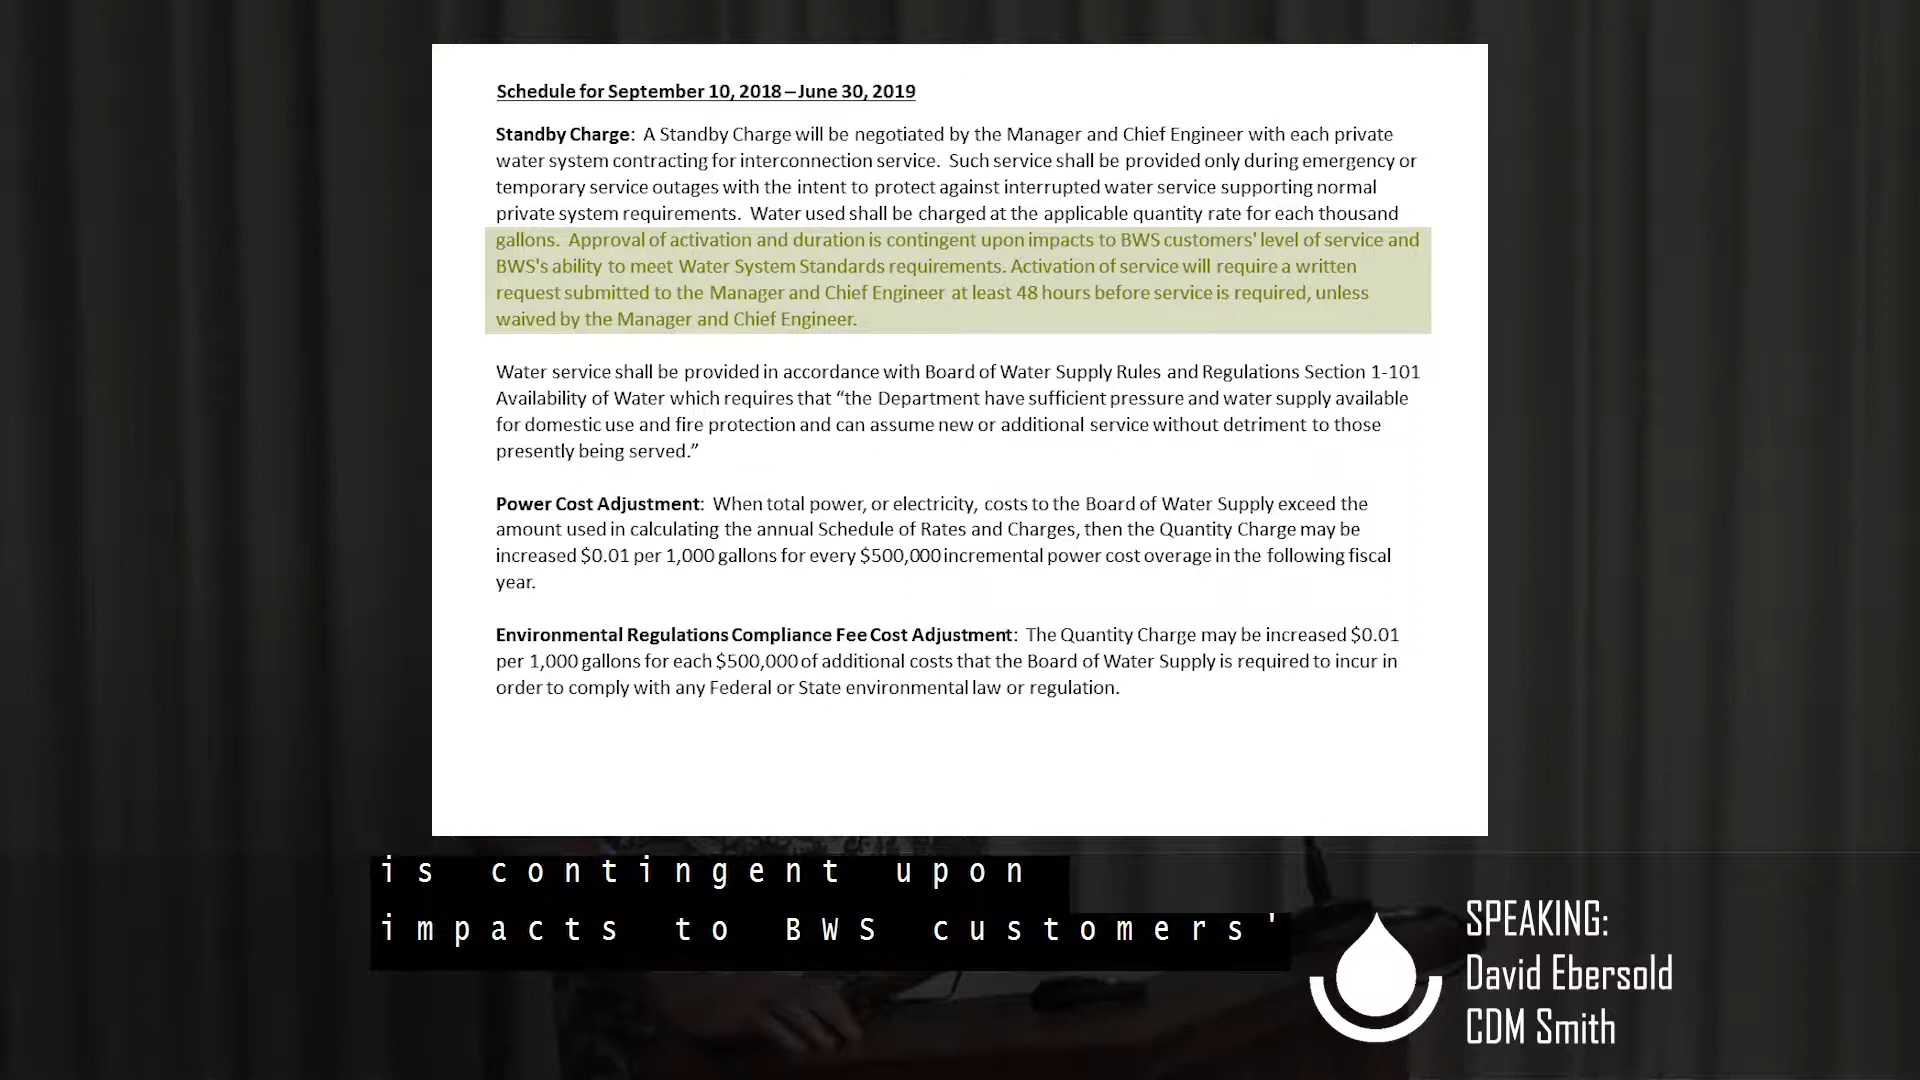 Schedule for September 10, 2018 – June 30, 2019
Standby Charge: A Standby Charge will be negotiated by the Manager and Chief Engineer with each private
water system contracting for interconnection service. Such service shall be provided only during emergency or
temporary service outages with the intent to protect against interrupted water service supporting normal
private system requirements. Water used shall be charged at the applicable quantity rate for each thousand
gallons. Approval of activation and duration is contingent upon impacts to BWS customers' level of service and
BWS's ability to meet Water System Standards requirements. Activation of service will require a written
request submitted to the Manager and Chief Engineer at least 48 hours before service is required, unless
waived by the Manager and Chief Engineer.
Water service shall be provided in accordance with Board of Water Supply Rules and Regulations Section 1-101
Availability of Water which requires that “the Department have sufficient pressure and water supply available
for domestic use and fire protection and can assume new or additional service without detriment to those
presently being served.”
Power Cost Adjustment: When total power, or electricity, costs to the Board of Water Supply exceed the
amount used in calculating the annual Schedule of Rates and Charges, then the Quantity Charge may be
increased $0.01 per 1,000 gallons for every $500,000 incremental power cost overage in the following fiscal
year.
Environmental Regulations Compliance Fee Cost Adjustment: The Quantity Charge may be increased $0.01
per 1,000 gallons for each $500,000 of additional costs that the Board of Water Supply is required to incur in
order to comply with any Federal or State environmental law or regulation.
is contingent upon
impacts to BWS customers'
SPEAKING:
David Ebersold
CDM Smith